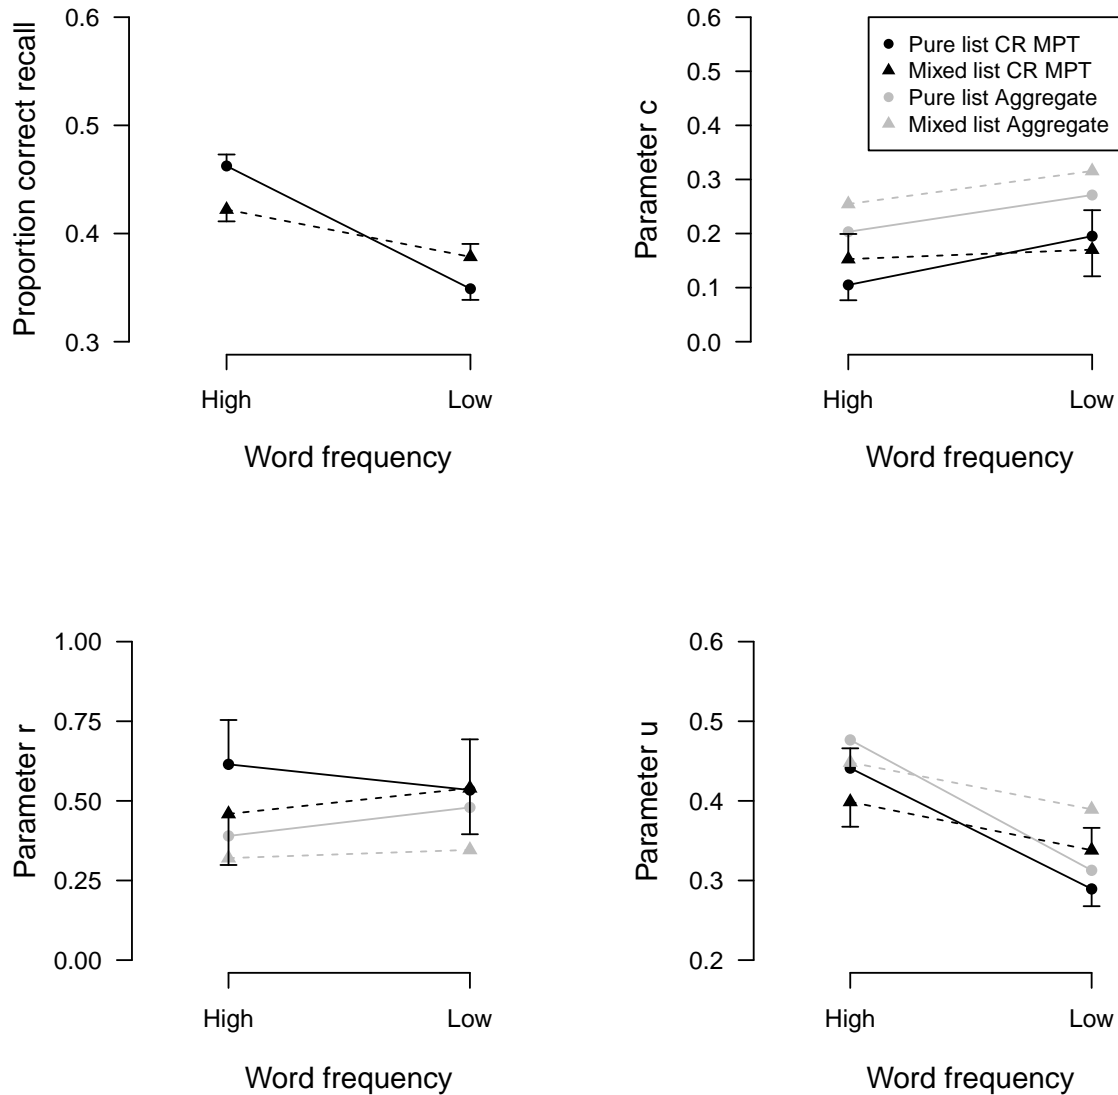 Proportion correct recall
0.6
0.5
0.4
0.3
High
Low
Word frequency
Parameter c
0.6
0.5
0.4
0.3
0.2
0.1
0.0
High
Low
Word frequency
Pure list CR MPT
Mixed list CR MPT
Pure list Aggregate
Mixed list Aggregate
Parameter r
1.00
0.75
0.50
0.25
0.00
High
Low
Word frequency
Parameter u
0.6
0.5
0.4
0.3
0.2
High
Low
Word frequency